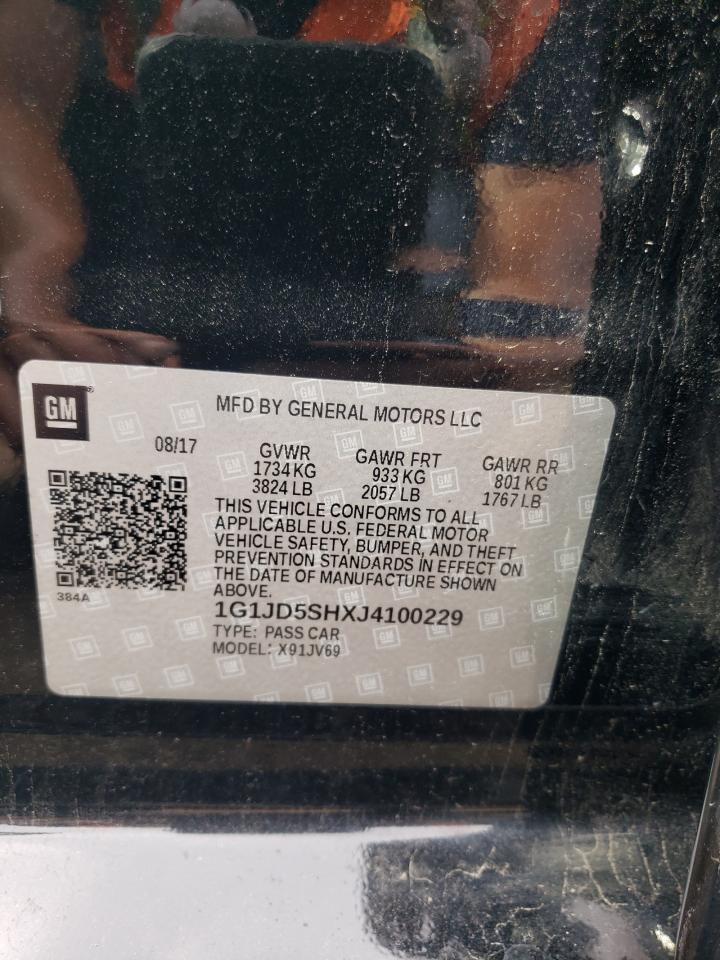 GM
MFD BY GENERAL MOTORS LLC
08/17
GVWR GAWR FRT GAWR RR
1734 KG 933 KG 801 KG
3824 LB 2057 LB 1767 LB
THIS VEHICLE CONFORMS TO ALL
APPLICABLE U.S. FEDERAL MOTOR
VEHICLE SAFETY, BUMPER, AND THEFT
PREVENTION STANDARDS IN EFFECT ON
THE DATE OF MANUFACTURE SHOWN
ABOVE.
384A
1G1JD5SHXJ4100229
TYPE: PASS CAR
MODEL: X91JV69